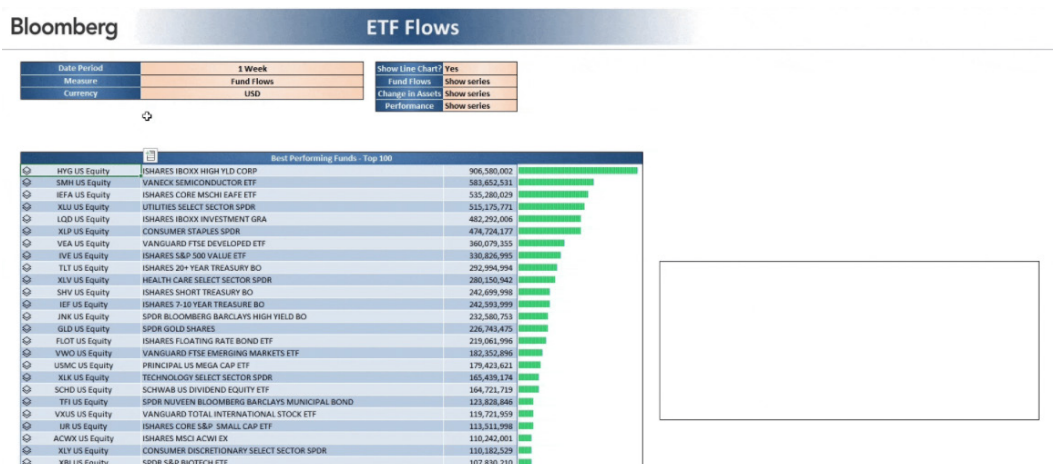 Bloomberg ETF Flows
Date Period 1 Week Show Line Chart? Yes
Measure Fund Flows Fund Flows Show series
Currency USD Change in Assets Show series
Performance Show series
Best Performing Funds - Top 100
HYG US Equity ISHARES IBOXX HIGH YLD CORP 906,580,002
SMH US Equity VANECK SEMICONDUCTOR ETF 583,652,531
IEFA US Equity ISHARES CORE MSCHI EAFE ETF 535,280,029
XLU US Equity UTILITIES SELECT SECTOR SPDR 515,175,771
LQD US Equity ISHARES IBOXX INVESTMENT GRA 482,292,006
XLP US Equity CONSUMER STAPLES SPDR 474,724,177
VEA US Equity VANGUARD FTSE DEVELOPED ETF 360,079,355
IVE US Equity ISHARES S&P 500 VALUE ETF 330,826,995
TLT US Equity ISHARES 20+ YEAR TREASURY BO 292,994,994
XLV US Equity HEALTH CARE SELECT SECTOR SPDR 280,150,942
SHV US Equity ISHARES SHORT TREASURY BO 242,699,998
IEF US Equity ISHARES 7-10 YEAR TREASURE BO 242,593,999
JNK US Equity SPDR BLOOMBERG BARCLAYS HIGH YIELD BO 232,580,753
GLD US Equity SPDR GOLD SHARES 226,743,475
FLOT US Equity ISHARES FLOATING RATE BOND ETF 219,061,996
VWO US Equity VANGUARD FTSE EMERGING MARKETS ETF 182,352,896
USMC US Equity PRINCIPAL US MEGA CAP ETF 179,423,621
XLK US Equity TECHNOLOGY SELECT SECTOR SPDR 165,439,174
SCHD US Equity SCHWAB US DIVIDEND EQUITY ETF 164,721,719
TFI US Equity SPDR NUVEEN BLOOMBERG BARCLAYS MUNICIPAL BOND 123,828,846
VXUS US Equity VANGUARD TOTAL INTERNATIONAL STOCK ETF 119,721,959
IJR US Equity ISHARES CORE S&P SMALL CAP ETF 113,511,998
ACWX US Equity ISHARES MSCI ACWI EX 110,242,001
XLY US Equity CONSUMER DISCRETIONARY SELECT SECTOR SPDR 110,182,529
XBI US Equity SPDR S&P BIOTECH ETF 107,830,210